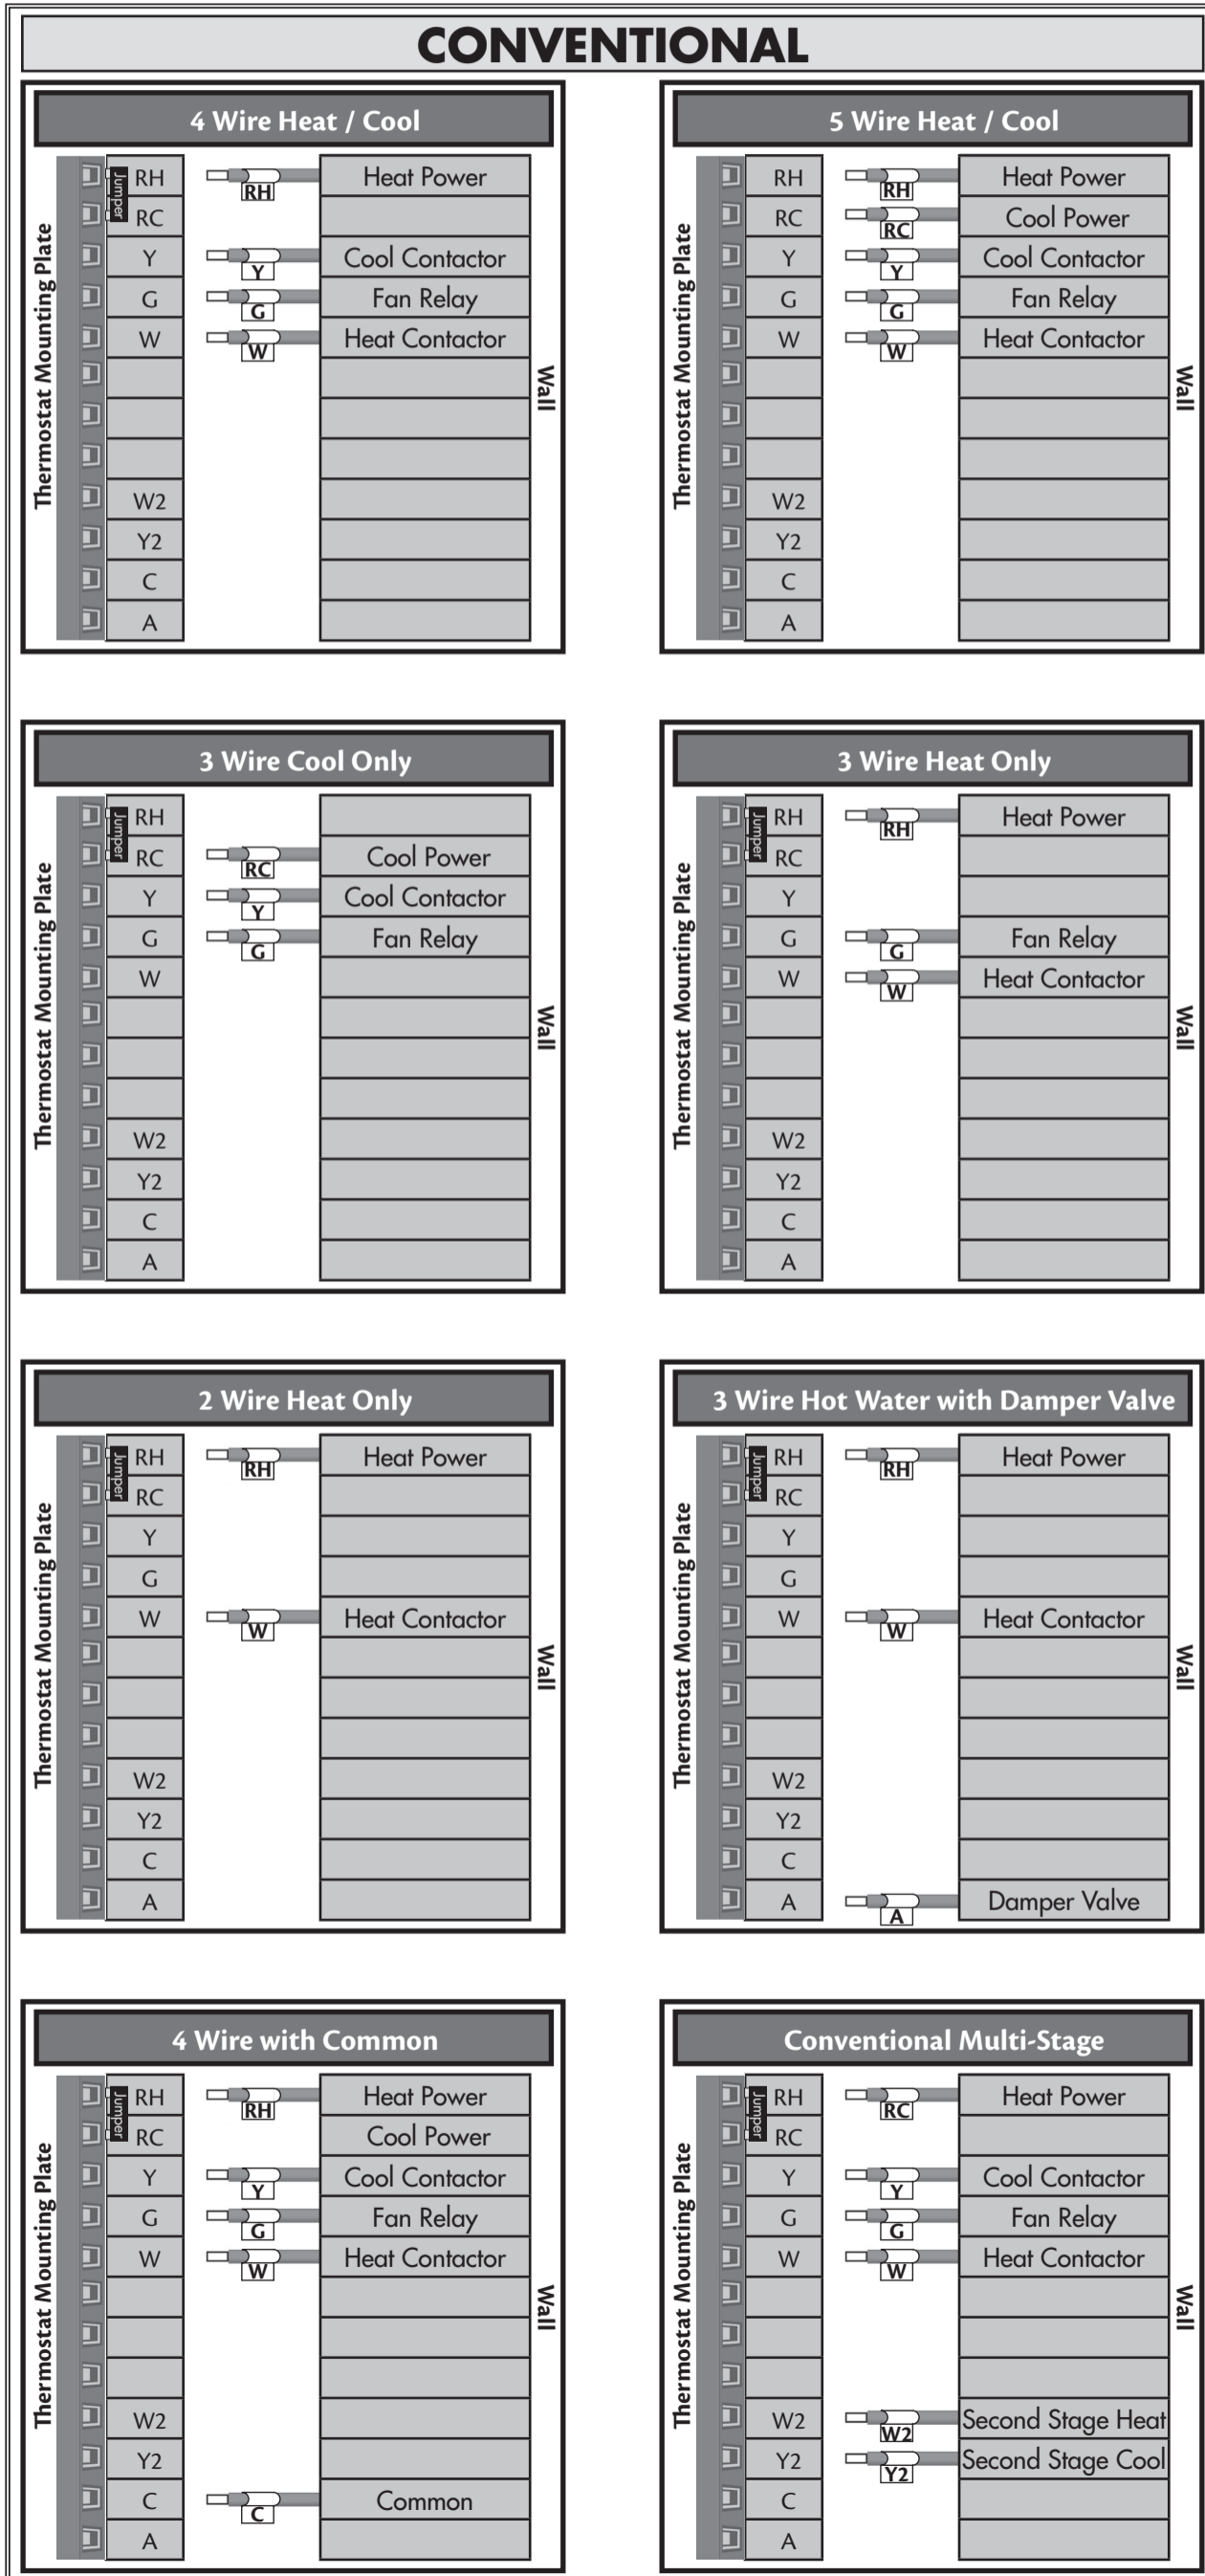 CONVENTIONAL
4 Wire Heat / Cool
Thermostat Mounting Plate
Jumper
RH RH Heat Power
RC
Y Y Cool Contactor
G G Fan Relay
W W Heat Contactor
W2
Y2
C
A
Wall
5 Wire Heat / Cool
Thermostat Mounting Plate
RH RH Heat Power
RC RC Cool Power
Y Y Cool Contactor
G G Fan Relay
W W Heat Contactor
W2
Y2
C
A
Wall
3 Wire Cool Only
Thermostat Mounting Plate
Jumper
RH
RC RC Cool Power
Y Y Cool Contactor
G G Fan Relay
W
W2
Y2
C
A
Wall
3 Wire Heat Only
Thermostat Mounting Plate
Jumper
RH RH Heat Power
RC
Y
G G Fan Relay
W W Heat Contactor
W2
Y2
C
A
Wall
2 Wire Heat Only
Thermostat Mounting Plate
Jumper
RH RH Heat Power
RC
Y
G
W W Heat Contactor
W2
Y2
C
A
Wall
3 Wire Hot Water with Damper Valve
Thermostat Mounting Plate
Jumper
RH RH Heat Power
RC
Y
G
W W Heat Contactor
W2
Y2
C
A A Damper Valve
Wall
4 Wire with Common
Thermostat Mounting Plate
Jumper
RH RH Heat Power
RC Cool Power
Y Y Cool Contactor
G G Fan Relay
W W Heat Contactor
W2
Y2
C C Common
A
Wall
Conventional Multi-Stage
Thermostat Mounting Plate
Jumper
RH RC Heat Power
RC
Y Y Cool Contactor
G G Fan Relay
W W Heat Contactor
W2 W2 Second Stage Heat
Y2 Y2 Second Stage Cool
C
A
Wall